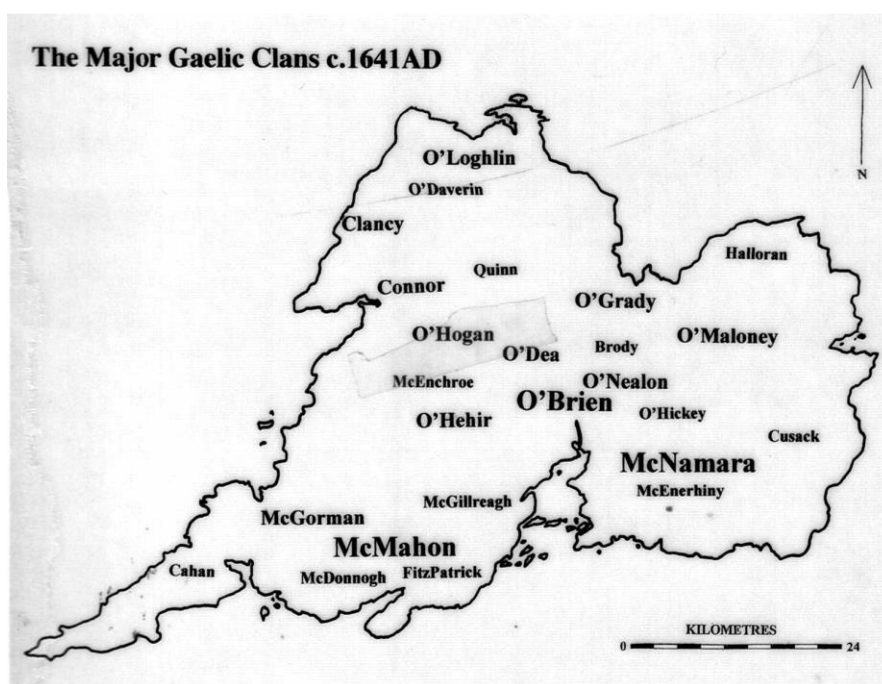 The Major Gaelic Clans c.1641AD
N
O'Loghlin
O'Daverin
Clancy
Halloran
Quinn
Connor
O'Grady
O'Hogan
O'Maloney
Brody
O'Dea
McEnchroe
O'Nealon
O'Brien
O'Hehir
O'Hickey
Cusack
McNamara
McEnerhiny
McGillreagh
McGorman
McMahon
Cahan
McDonnogh
FitzPatrick
KILOMETRES
0
24